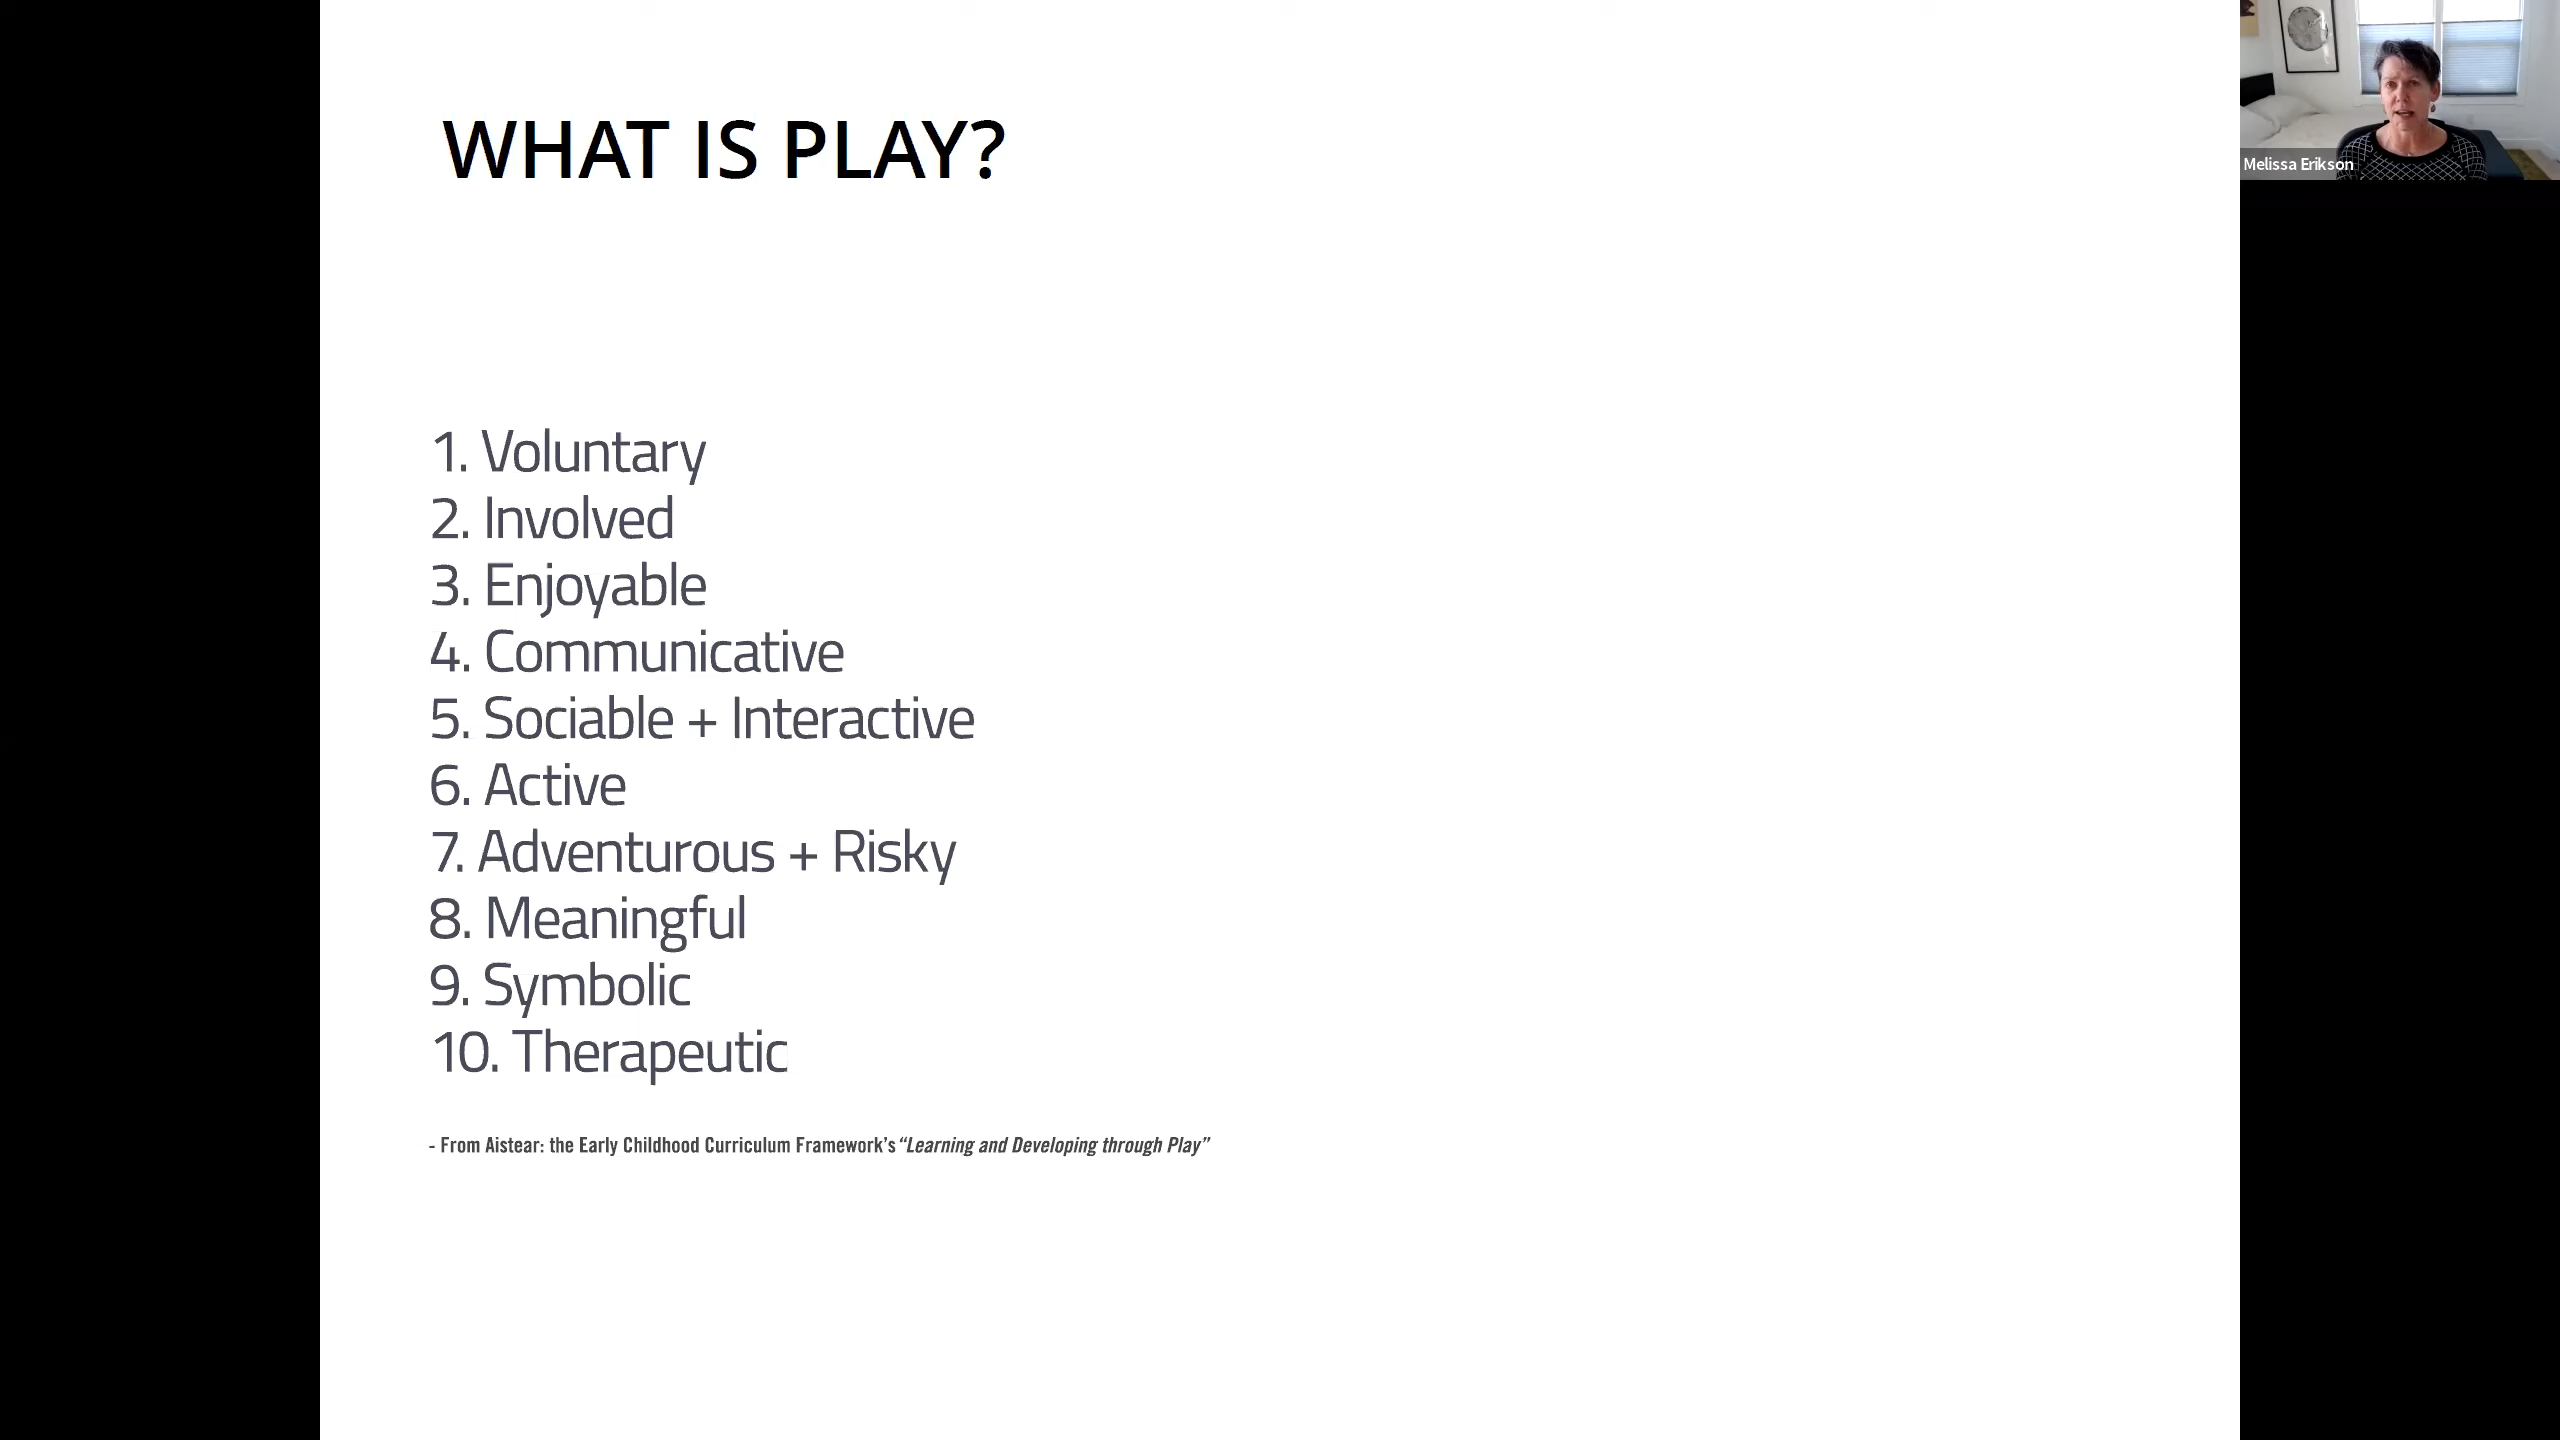 WHAT IS PLAY?
Melissa Erikson
1. Voluntary
2. Involved
3. Enjoyable
4. Communicative
5. Sociable + Interactive
6. Active
7. Adventurous + Risky
8. Meaningful
9. Symbolic
10. Therapeutic
- From Aistear: the Early Childhood Curriculum Framework’s “Learning and Developing through Play”